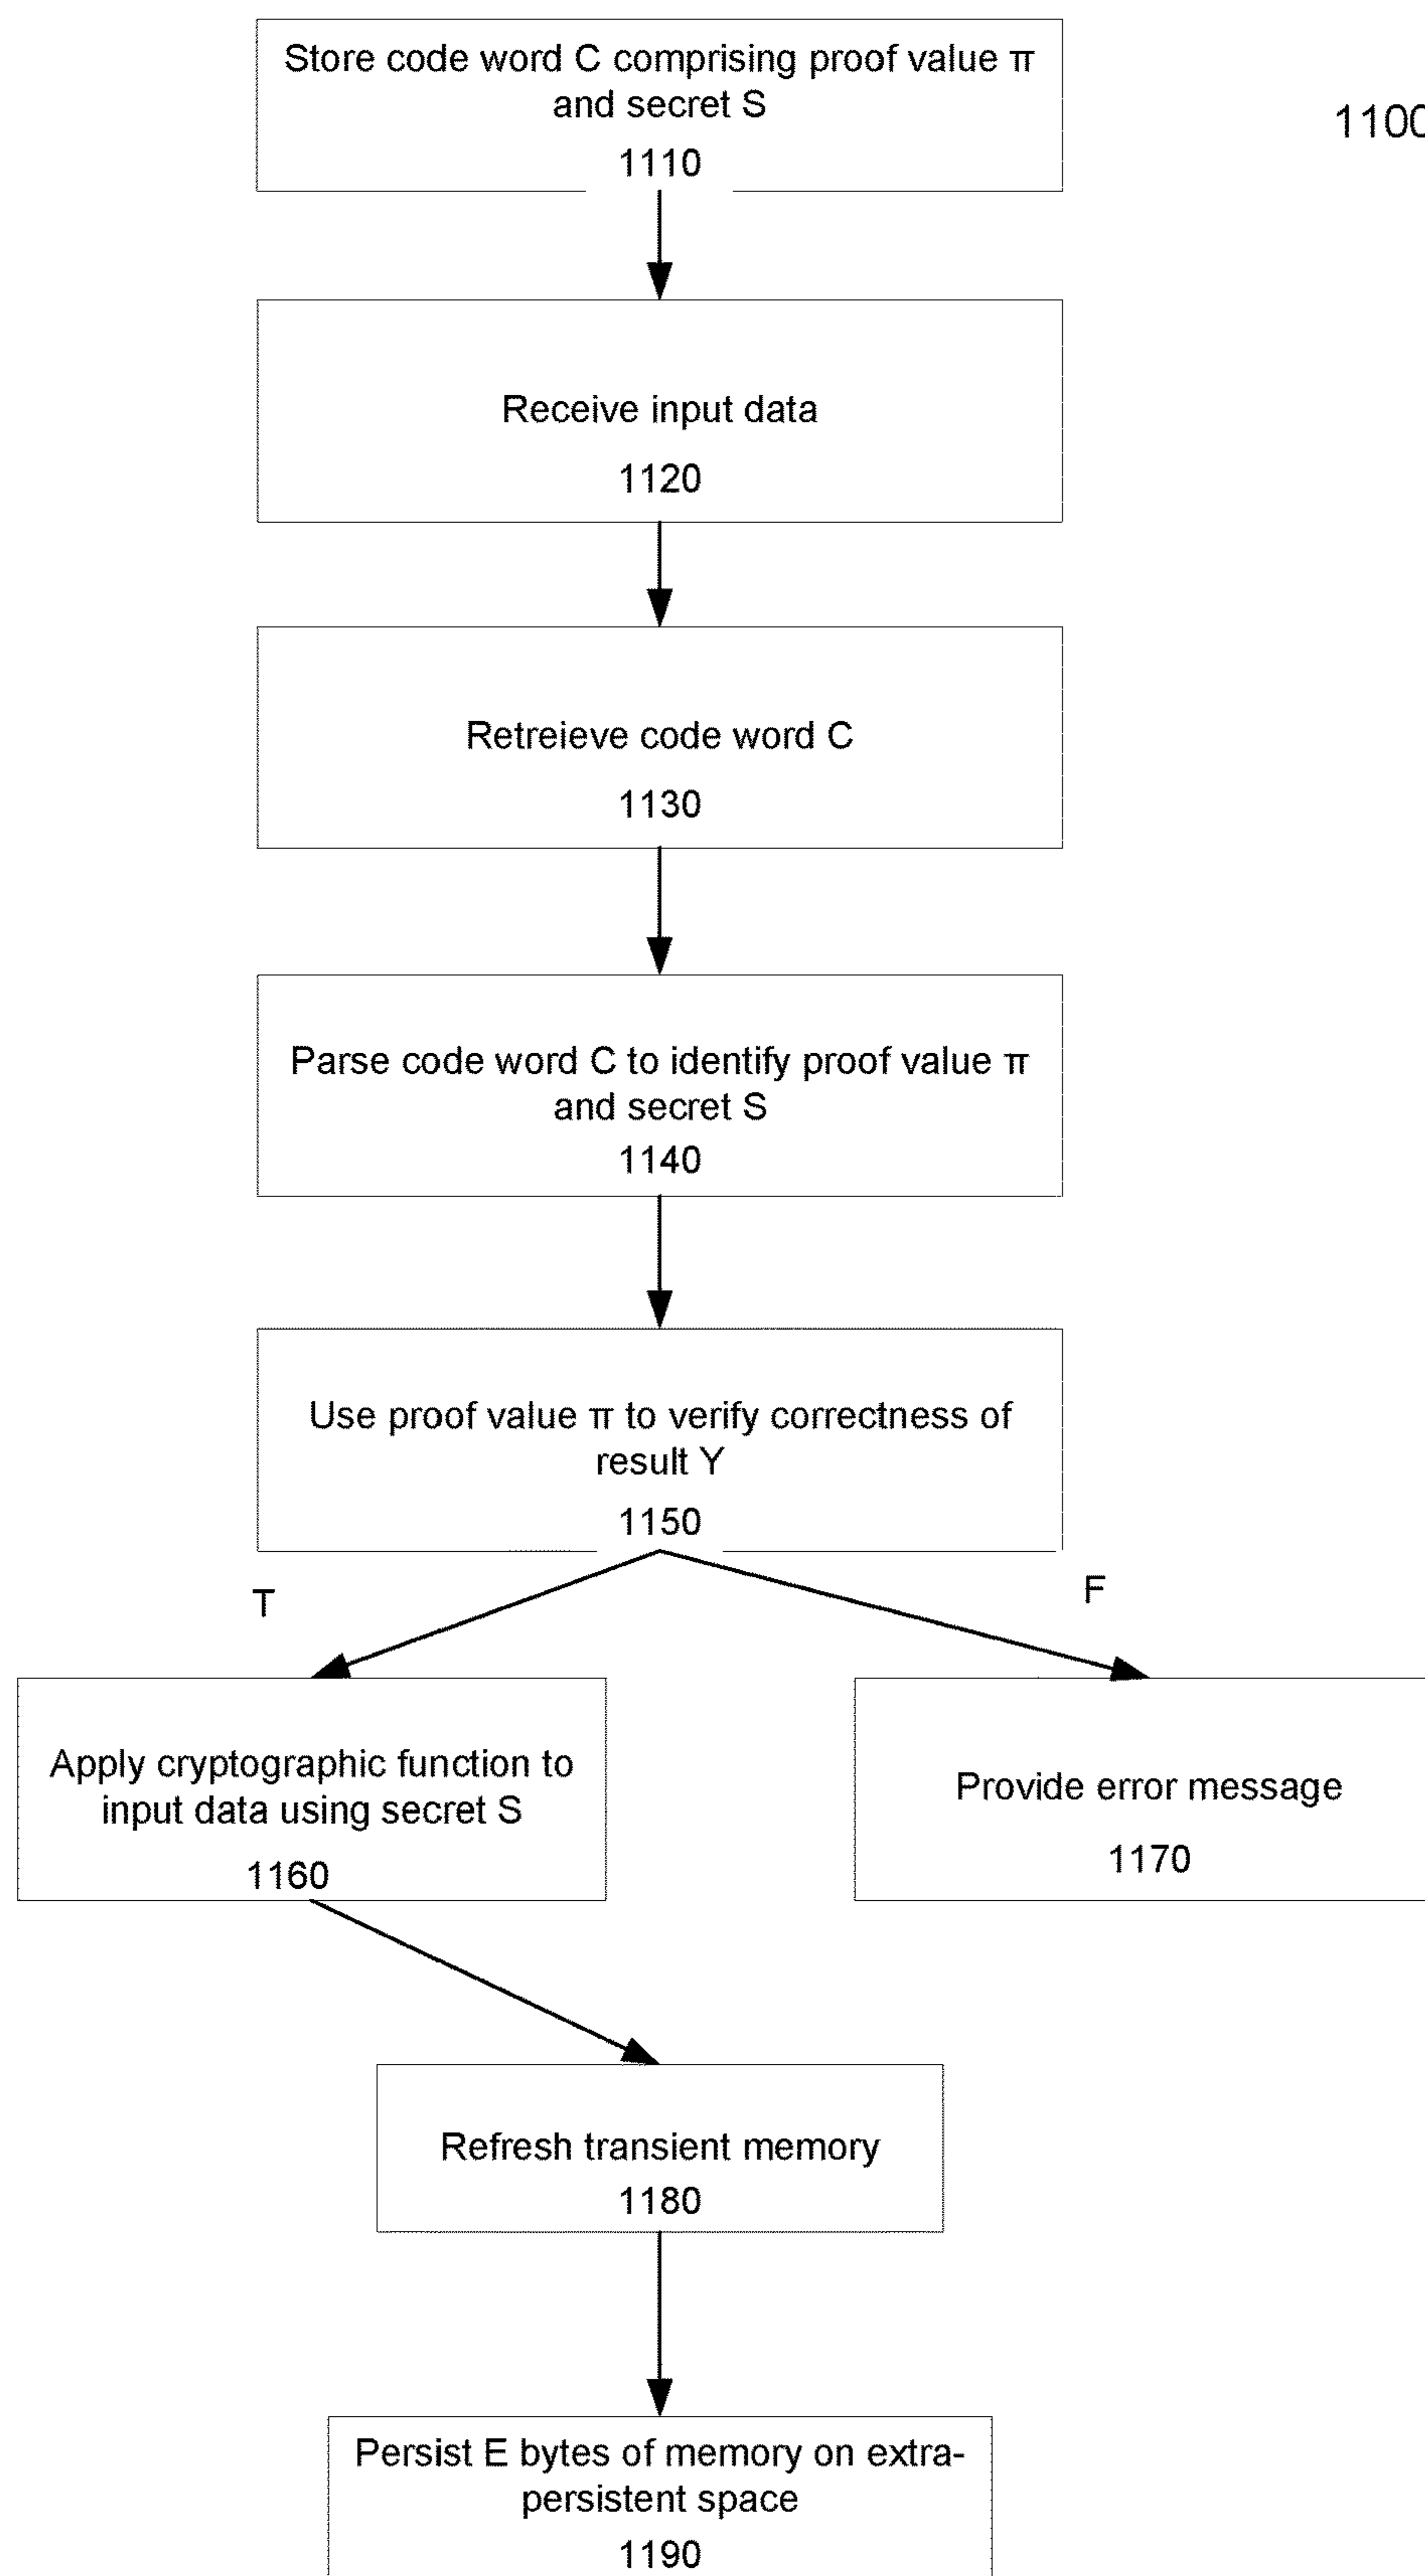 Store code word C comprising proof value π
and secret S
1110
1100
Receive input data
1120
Retreieve code word C
1130
Parse code word C to identify proof value π
and secret S
1140
Use proof value π to verify correctness of
result Y
1150
T
F
Apply cryptographic function to
input data using secret S
1160
Provide error message
1170
Refresh transient memory
1180
Persist E bytes of memory on extra-
persistent space
1190